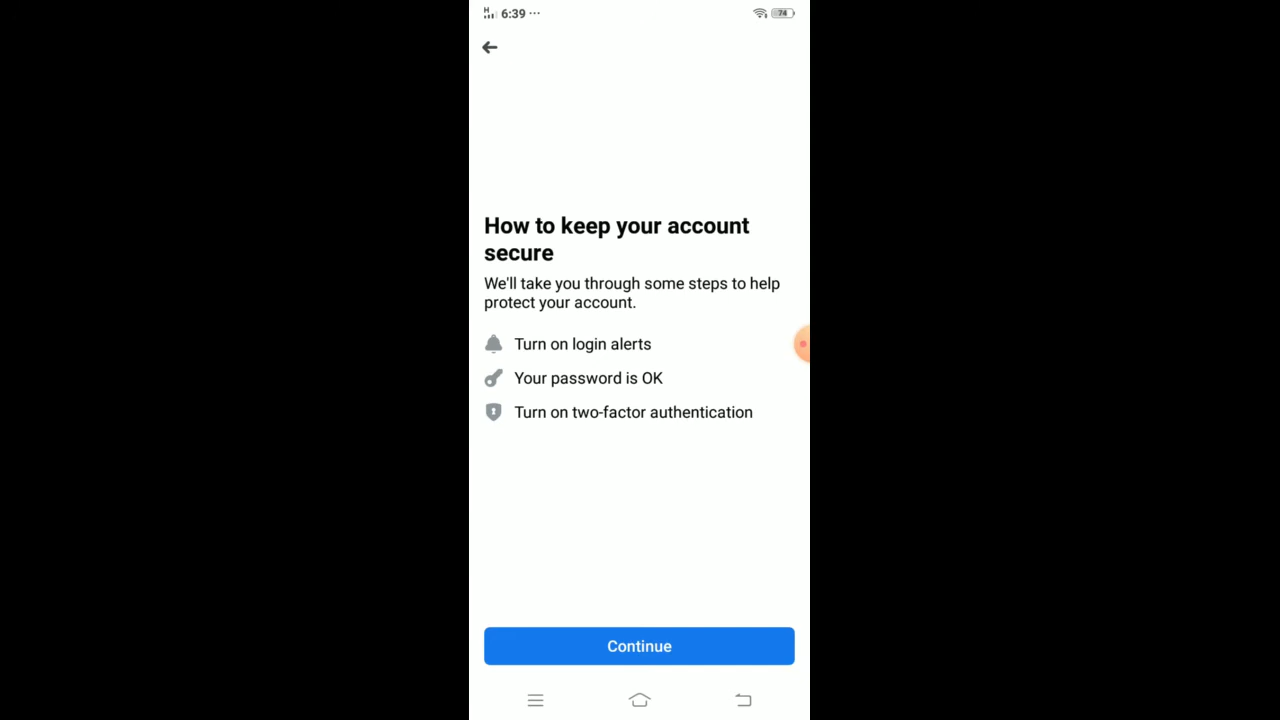 H 6:39 ... 74
How to keep your account
secure
We'll take you through some steps to help
protect your account.
Turn on login alerts
Your password is OK
Turn on two-factor authentication
Continue